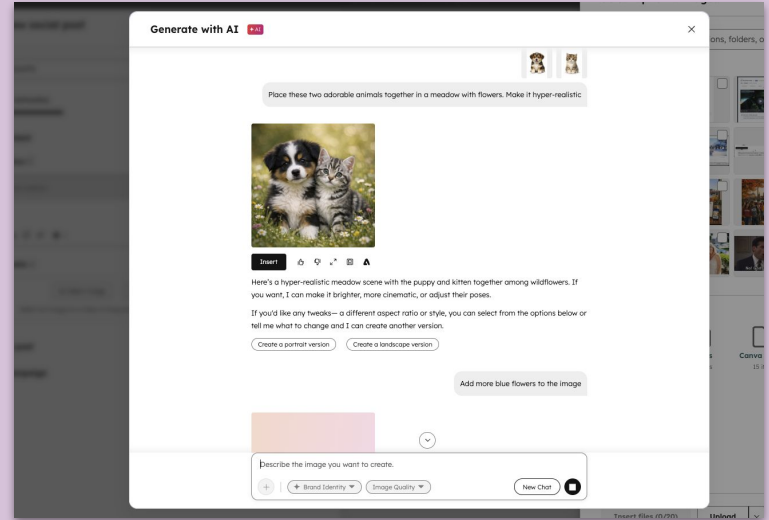 Generate with AI
+ AI
ons, folders, o
Place these two adorable animals together in a meadow with flowers. Make it hyper-realistic
Insert
Here's a hyper-realistic meadow scene with the puppy and kitten together among wildflowers. If
you want, I can make it brighter, more cinematic, or adjust their poses.
If you'd like any tweaks— a different aspect ratio or style, you can select from the options below or
tell me what to change and I can create another version.
Create a portrait version
Create a landscape version
Add more blue flowers to the image
Canva
Describe the image you want to create.
+ Brand Identity
Image Quality
New Chat
Insert files (0/20)
Upload